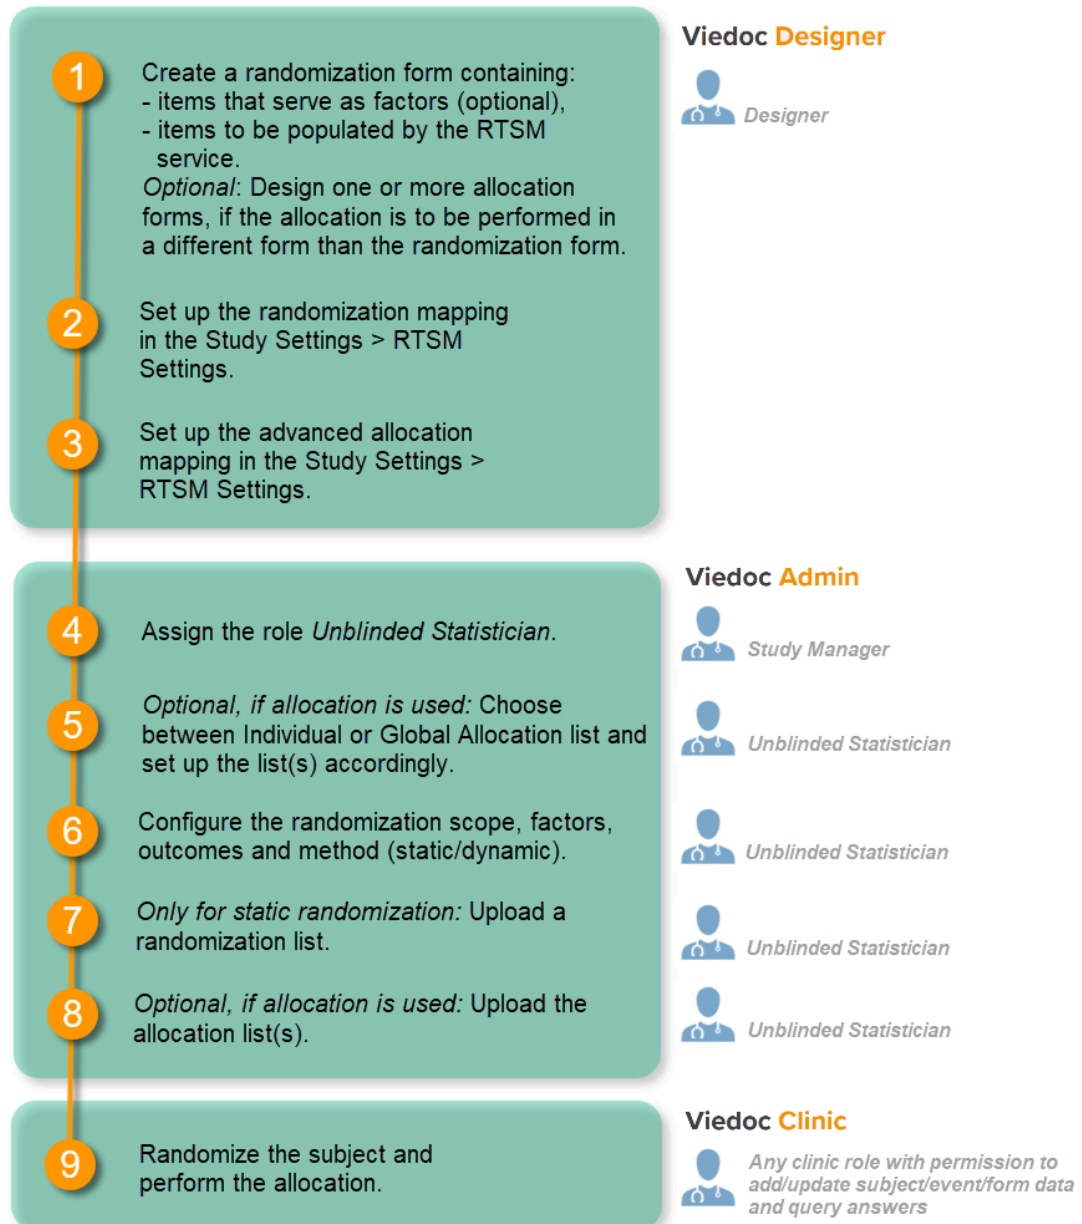 Viedoc Designer
1
Create a randomization form containing:
- items that serve as factors (optional),
- items to be populated by the RTSM
service.
Optional: Design one or more allocation
forms, if the allocation is to be performed in
a different form than the randomization form.
Designer
2
Set up the randomization mapping
in the Study Settings > RTSM
Settings.
3
Set up the advanced allocation
mapping in the Study Settings >
RTSM Settings.
Viedoc Admin
4
Assign the role Unblinded Statistician.
Study Manager
5
Optional, if allocation is used: Choose
between Individual or Global Allocation list and
set up the list(s) accordingly.
Unblinded Statistician
6
Configure the randomization scope, factors,
outcomes and method (static/dynamic).
Unblinded Statistician
7
Only for static randomization: Upload a
randomization list.
Unblinded Statistician
8
Optional, if allocation is used: Upload the
allocation list(s).
Unblinded Statistician
Viedoc Clinic
9
Randomize the subject and
perform the allocation.
Any clinic role with permission to
add/update subject/event/form data
and query answers